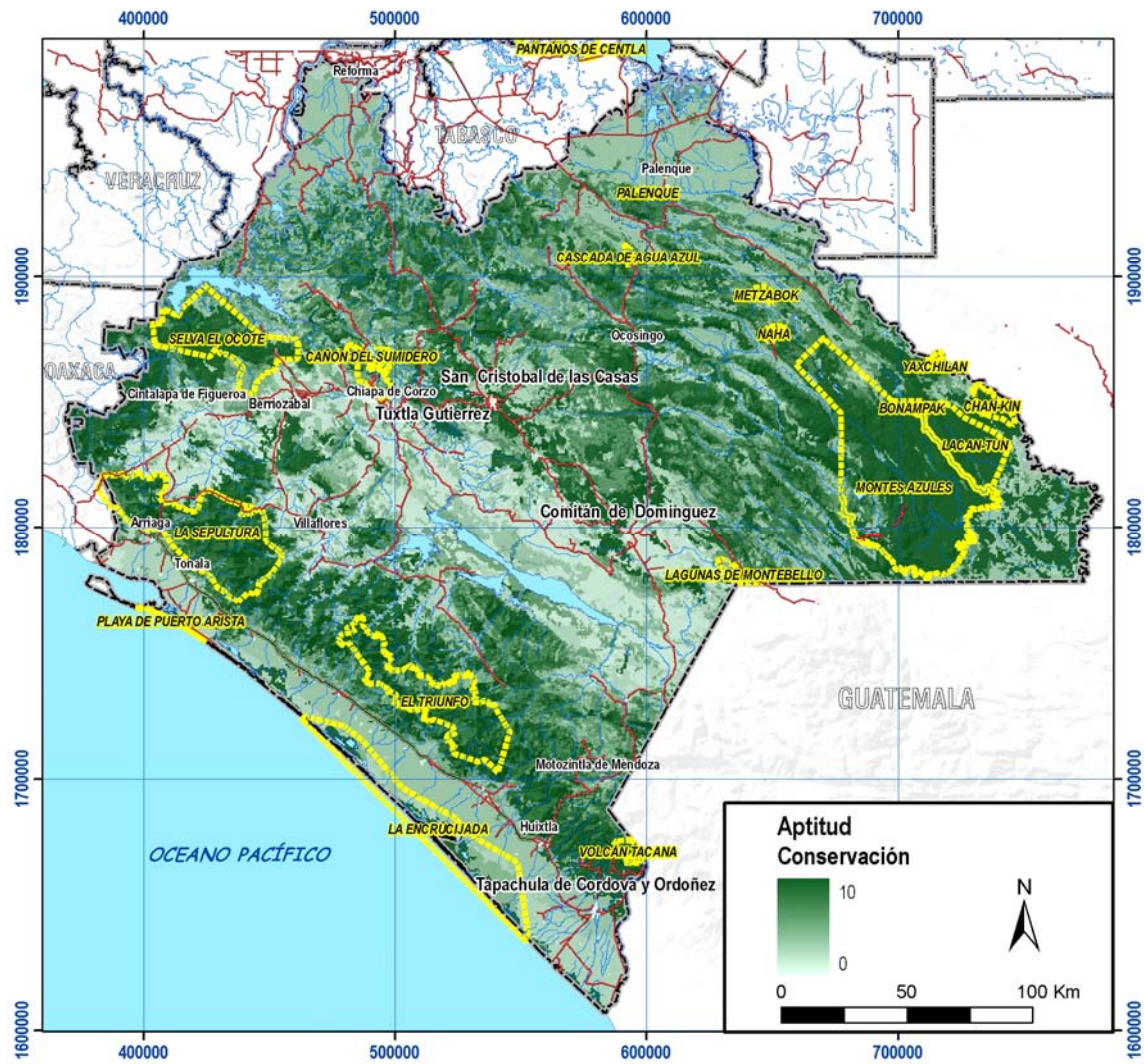 400000
500000
600000
700000
PANTANOS DE CENTLA
Reforma
TABASCO
VERACRUZ
Palenque
PALENQUE
CASCADA DE AGUA AZUL
1900000
1900000
METZABOK
SELVA EL OCOTE
Ocosingo
NAHA
CAÑON DEL SUMIDERO
YAXCHILAN
OAXACA
San Cristobal de las Casas
Cintalapa de Figueroa
Chiapa de Corzo
Berriozabal
BONAMPAK
CHAN-KIN
Tuxtla Gutierrez
LACAN-TUN
MONTES AZULES
Comitán de Dominguez
Arriaga
Villaflores
1800000
1800000
LA SEPULTURA
Tonala
LAGUNAS DE MONTEBELLO
PLAYA DE PUERTO ARISTA
EL TRIUNFO
GUATEMALA
Motozintla de Mendoza
1700000
1700000
LA ENCRUCIJADA
Huixtla
OCEANO PACÍFICO
VOLCAN TACANA
Tapachula de Cordova y Ordoñez
Aptitud
Conservación
10
0
N
0 50 100 Km
1600000
1600000
400000
500000
600000
700000